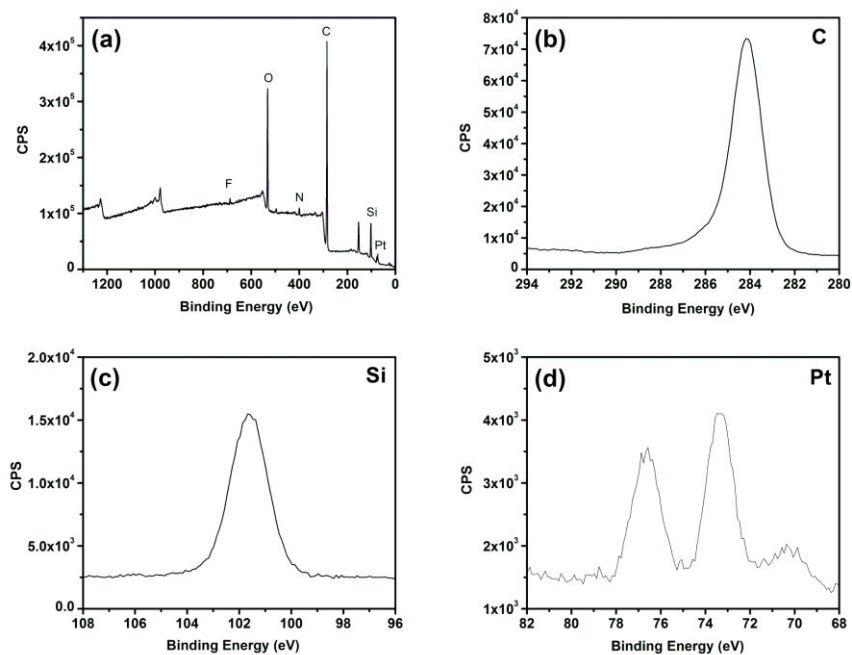 (a)
4x10⁵
3x10⁵
2x10⁵
1x10⁵
0
CPS
F
O
N
C
Si
Pt
1200 1000 800 600 400 200 0
Binding Energy (eV)
(b)
C
8x10⁴
7x10⁴
6x10⁴
5x10⁴
4x10⁴
3x10⁴
2x10⁴
1x10⁴
0
CPS
294 292 290 288 286 284 282 280
Binding Energy (eV)
(c)
Si
2.0x10⁴
1.5x10⁴
1.0x10⁴
5.0x10³
0.0
CPS
108 106 104 102 100 98 96
Binding Energy (eV)
(d)
Pt
5x10³
4x10³
3x10³
2x10³
1x10³
CPS
82 80 78 76 74 72 70 68
Binding Energy (eV)